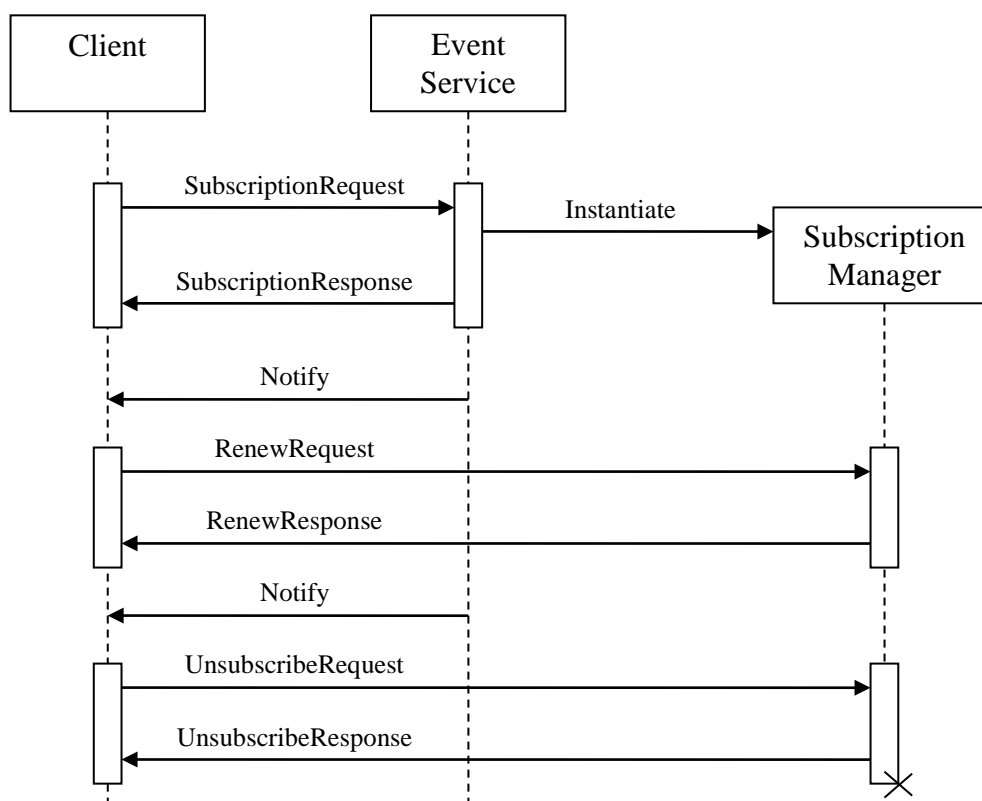 Client
Event
Service
SubscriptionRequest
Instantiate
Subscription
Manager
SubscriptionResponse
Notify
RenewRequest
RenewResponse
Notify
UnsubscribeRequest
UnsubscribeResponse